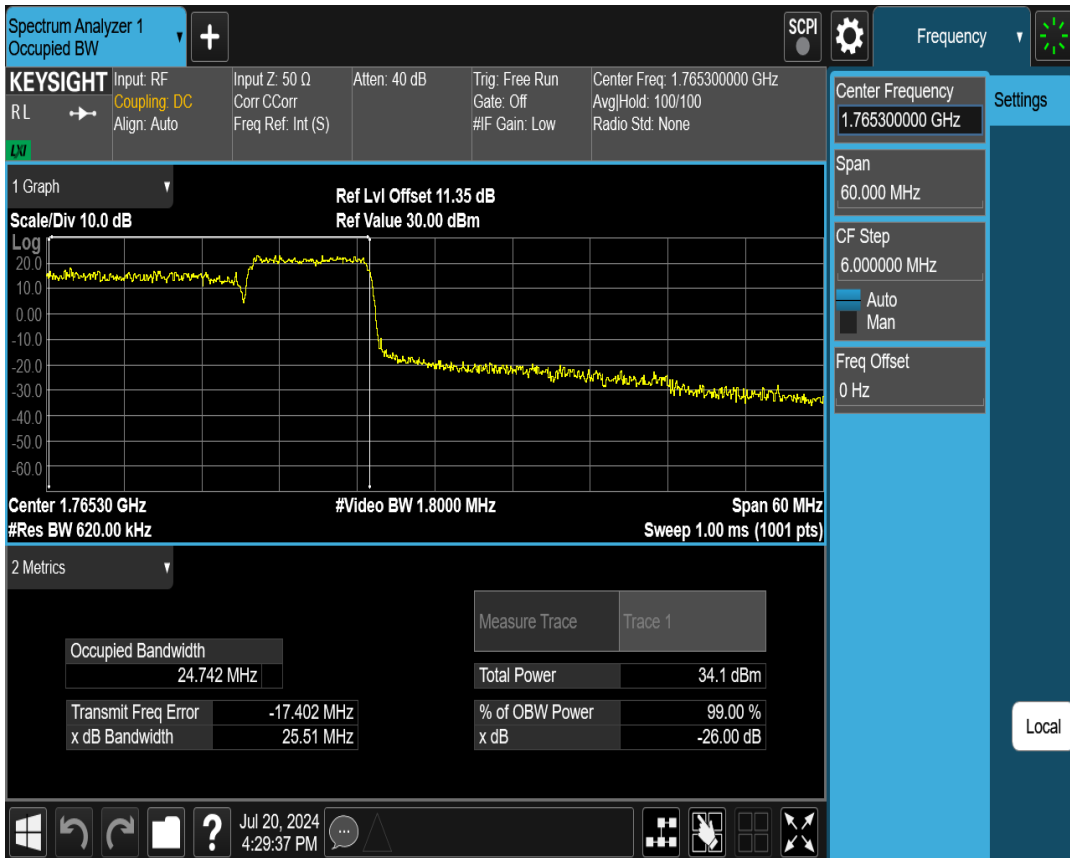 Spectrum Analyzer 1
Occupied BW
+
SCPI
Frequency
KEYSIGHT
RL
LXI
Input: RF
Coupling: DC
Align: Auto
Input Z: 50 Ω
Corr CCorr
Freq Ref: Int (S)
Atten: 40 dB
Trig: Free Run
Gate: Off
#IF Gain: Low
Center Freq: 1.765300000 GHz
Avg|Hold: 100/100
Radio Std: None
Center Frequency
1.765300000 GHz
Settings
Span
60.000 MHz
CF Step
6.000000 MHz
Auto
Man
Freq Offset
0 Hz
Local
1 Graph
Scale/Div 10.0 dB
Ref Lvl Offset 11.35 dB
Ref Value 30.00 dBm
Log
20.0
10.0
0.00
-10.0
-20.0
-30.0
-40.0
-50.0
-60.0
Center 1.76530 GHz
#Video BW 1.8000 MHz
Span 60 MHz
#Res BW 620.00 kHz
Sweep 1.00 ms (1001 pts)
2 Metrics
Measure Trace Trace 1
Occupied Bandwidth
24.742 MHz
Total Power 34.1 dBm
Transmit Freq Error -17.402 MHz
% of OBW Power 99.00 %
x dB Bandwidth 25.51 MHz
x dB -26.00 dB
?
Jul 20, 2024
4:29:37 PM